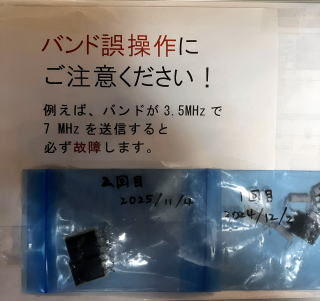 バンド誤操作に
ご注意ください！
例えば、バンドが 3.5MHz で
7 MHz を送信すると
必ず故障します。
2回目
2025/11/4
1回目
2024/12/2